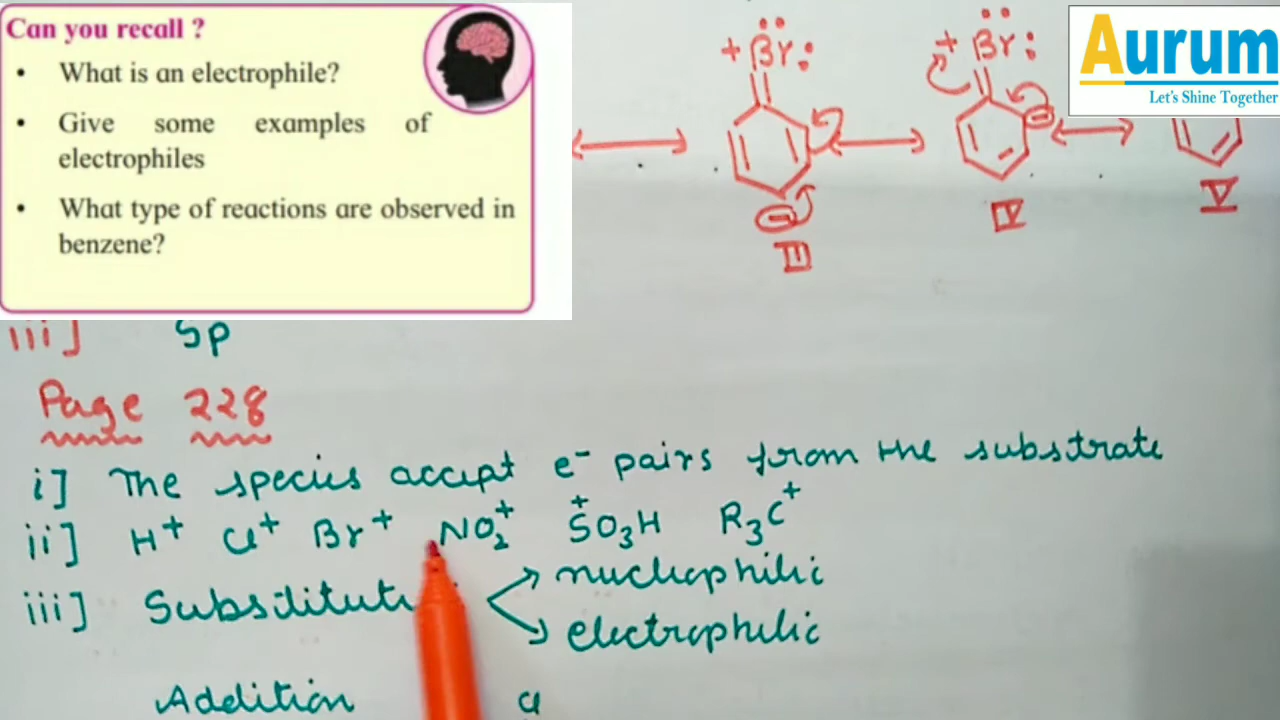 Can you recall ?
• What is an electrophile?
• Give some examples of
electrophiles
• What type of reactions are observed in
benzene?
+ Br:
III
+ Br:
IV
V
Aurum
Let's Shine Together
iii] Sp
Page 228
i] The species accept e⁻ pairs from the substrate
ii] H⁺ Cl⁺ Br⁺ NO₂⁺ S⁺O₃H R₃C⁺
iii] nucleophilic
electrophilic
Addition